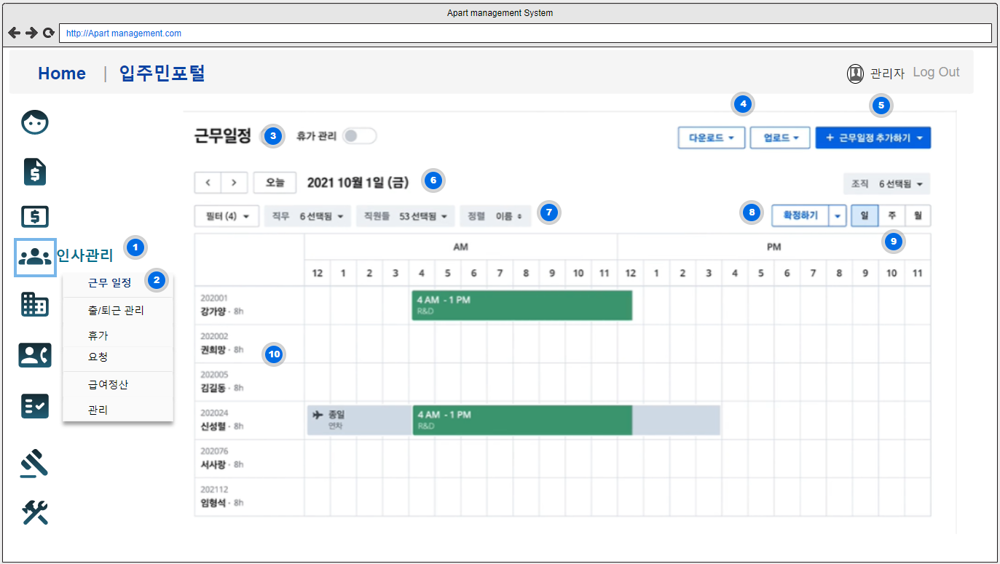 Apart management System
http://Apart management.com
Home | 입주민포털
관리자 Log Out
4
5
근무일정 3 휴가 관리
다운로드 업로드 + 근무일정 추가하기
< > 오늘 2021 10월 1일 (금) 6
조직 6 선택됨
필터 (4) 직무 6 선택됨 직원들 53 선택됨 정렬 이름 7
8 확정하기 일 주 월
9
인사관리 1
근무 일정 2
출/퇴근 관리
휴가
요청
급여정산
관리
AM PM
12 1 2 3 4 5 6 7 8 9 10 11 12 1 2 3 4 5 6 7 8 9 10 11
202001
강가양 - 8h
4 AM - 1 PM
R&D
202002
권희망 - 8h
10
202005
김길동 - 8h
202024
신성렬 - 8h
종일
연차
4 AM - 1 PM
R&D
202076
서사랑 - 8h
202112
임형석 - 8h